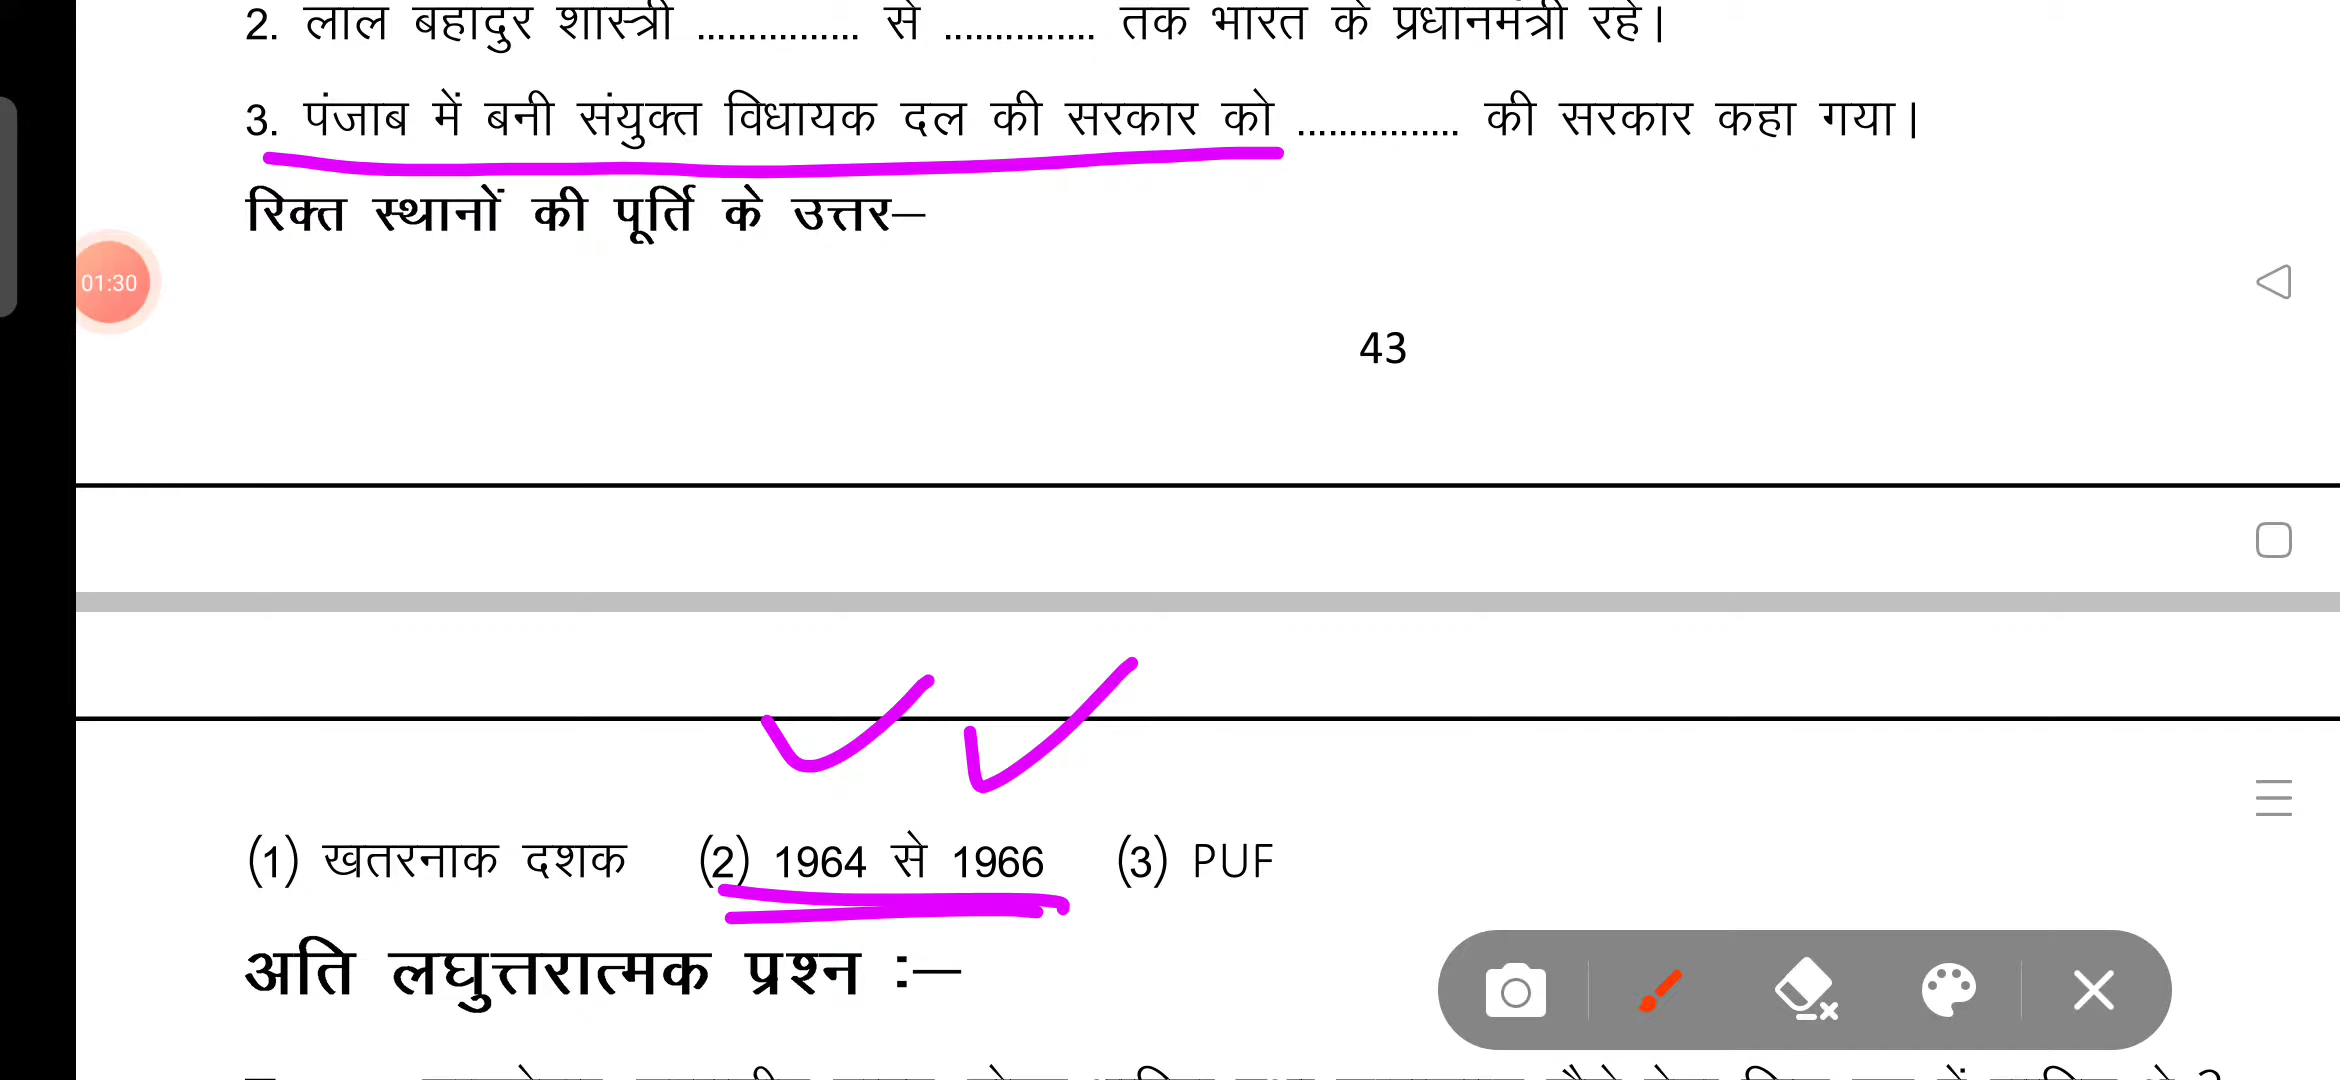 2. लाल बहादुर शास्त्री ................ से ............... तक भारत के प्रधानमंत्री रहे।
3. पंजाब में बनी संयुक्त विधायक दल की सरकार को ................ की सरकार कहा गया।
रिक्त स्थानों की पूर्ति के उत्तर–
01:30
43
(1) खतरनाक दशक (2) 1964 से 1966 (3) PUF
अति लघुत्तरात्मक प्रश्न :–